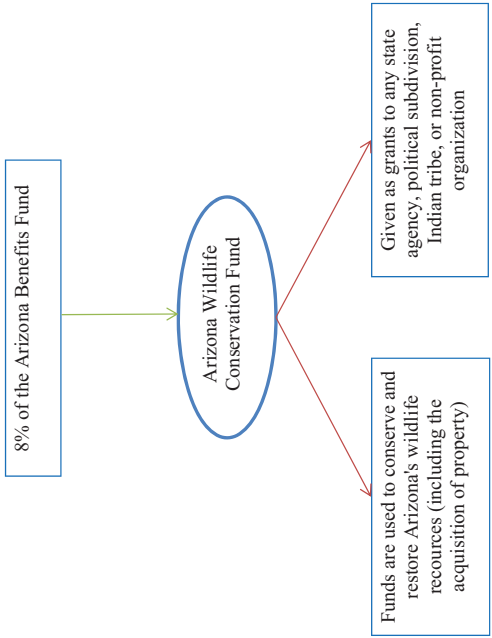 8% of the Arizona Benefits Fund
Arizona Wildlife
Conservation Fund
Funds are used to conserve and
restore Arizona's wildlife
recources (including the
acquisition of property)
Given as grants to any state
agency, political subdivision,
Indian tribe, or non-profit
organization